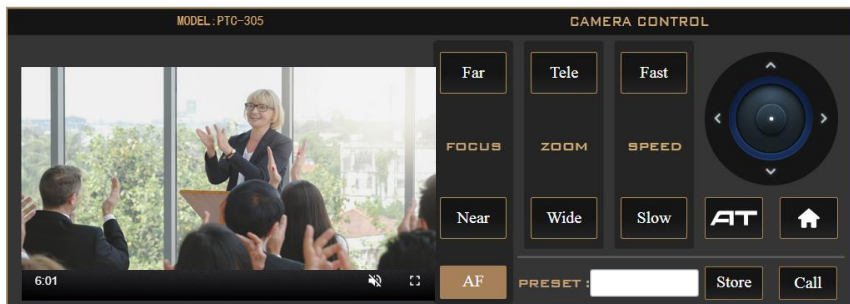 MODEL:PTC-305
CAMERA CONTROL
Far
Tele
Fast
FOCUS
ZOOM
SPEED
Near
Wide
Slow
AT
6:01
AF
PRESET :
Store
Call